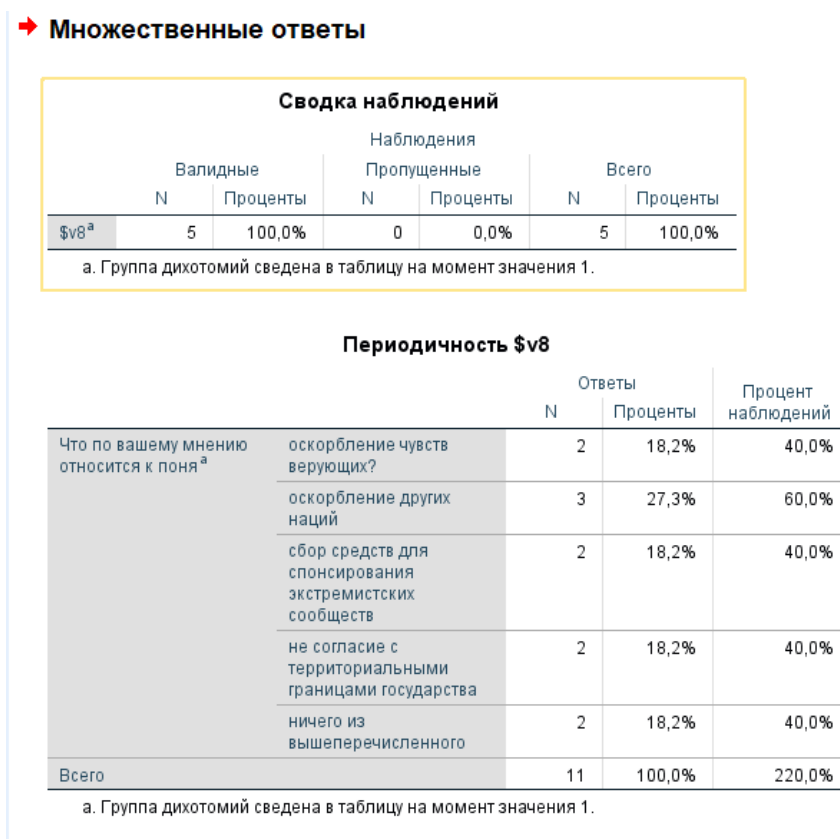 Множественные ответы
Сводка наблюдений
Наблюдения
Валидные Пропущенные Всего
N Проценты N Проценты N Проценты
$v8a 5 100,0% 0 0,0% 5 100,0%
a. Группа дихотомий сведена в таблицу на момент значения 1.
Периодичность $v8
Ответы Процент
N Проценты наблюдений
Что по вашему мнению оскорбление чувств 2 18,2% 40,0%
относится к поняa верующих?
оскорбление других 3 27,3% 60,0%
наций
сбор средств для 2 18,2% 40,0%
спонсирования
экстремистских
сообществ
не согласие с 2 18,2% 40,0%
территориальными
границами государства
ничего из 2 18,2% 40,0%
вышеперечисленного
Всего 11 100,0% 220,0%
a. Группа дихотомий сведена в таблицу на момент значения 1.